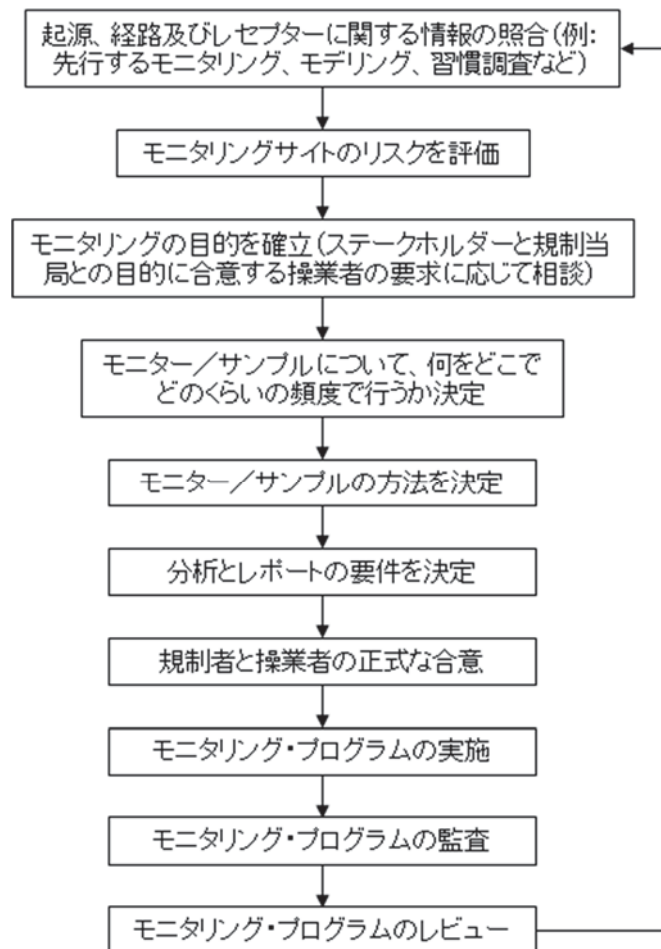 起源、経路及びレセプターに関する情報の照合(例:
先行するモニタリング、モデリング、習慣調査など)
モニタリングサイトのリスクを評価
モニタリングの目的を確立(ステークホルダーと規制当
局との目的に合意する操業者の要求に応じて相談)
モニター/サンプルについて、何をどこで
どのくらいの頻度で行うか決定
モニター/サンプルの方法を決定
分析とレポートの要件を決定
規制者と操業者の正式な合意
モニタリング・プログラムの実施
モニタリング・プログラムの監査
モニタリング・プログラムのレビュー